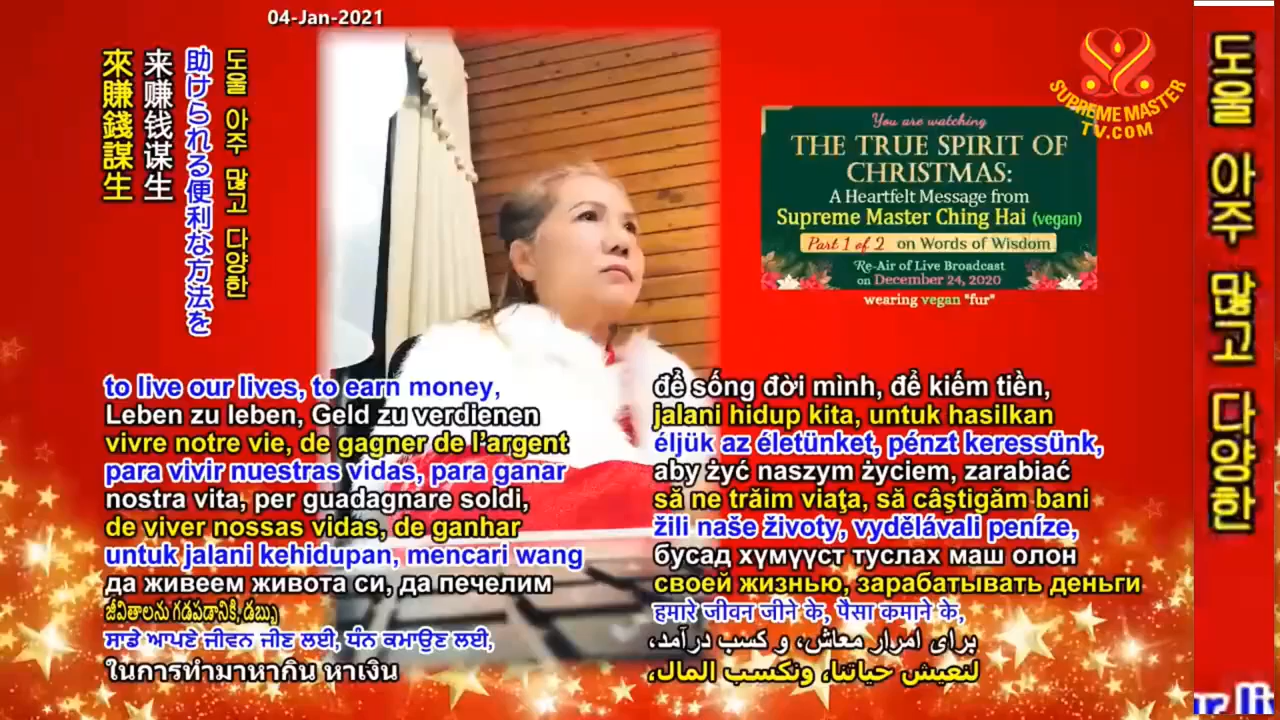 04-Jan-2021
來賺錢謀生
来赚钱谋生
助けられる便利な方法を
도울 아주 많고 다양한
SUPREME MASTER
TV.COM
You are watching
THE TRUE SPIRIT OF
CHRISTMAS:
A Heartfelt Message from
Supreme Master Ching Hai (vegan)
Part 1 of 2 on Words of Wisdom
Re-Air of Live Broadcast
on December 24, 2020
wearing vegan "fur"
to live our lives, to earn money,
Leben zu leben, Geld zu verdienen
vivre notre vie, de gagner de l'argent
para vivir nuestras vidas, para ganar
nostra vita, per guadagnare soldi,
de viver nossas vidas, de ganhar
untuk jalani kehidupan, mencari wang
да живеем живота си, да печелим
జీవితాలను గడపడానికి, డబ్బు
ਸਾਡੇ ਆਪਣੇ ਜੀਵਨ ਜੀਣ ਲਈ, ਧੰਨ ਕਮਾਉਣ ਲਈ,
ในการทำมาหากิน หาเงิน
để sống đời mình, để kiếm tiền,
jalani hidup kita, untuk hasilkan
éljük az életünket, pénzt keressünk,
aby żyć naszym życiem, zarabiać
să ne trăim viaţa, să câştigăm bani
žili naše životy, vydělávali peníze,
бусад хүмүүст туслах маш олон
своей жизнью, зарабатывать деньги
हमारे जीवन जीने के, पैसा कमाने के,
برای امرار معاش، و کسب درآمد،
لنعيش حياتنا، ونكسب المال،
도울 아주 많고 다양한
ur li